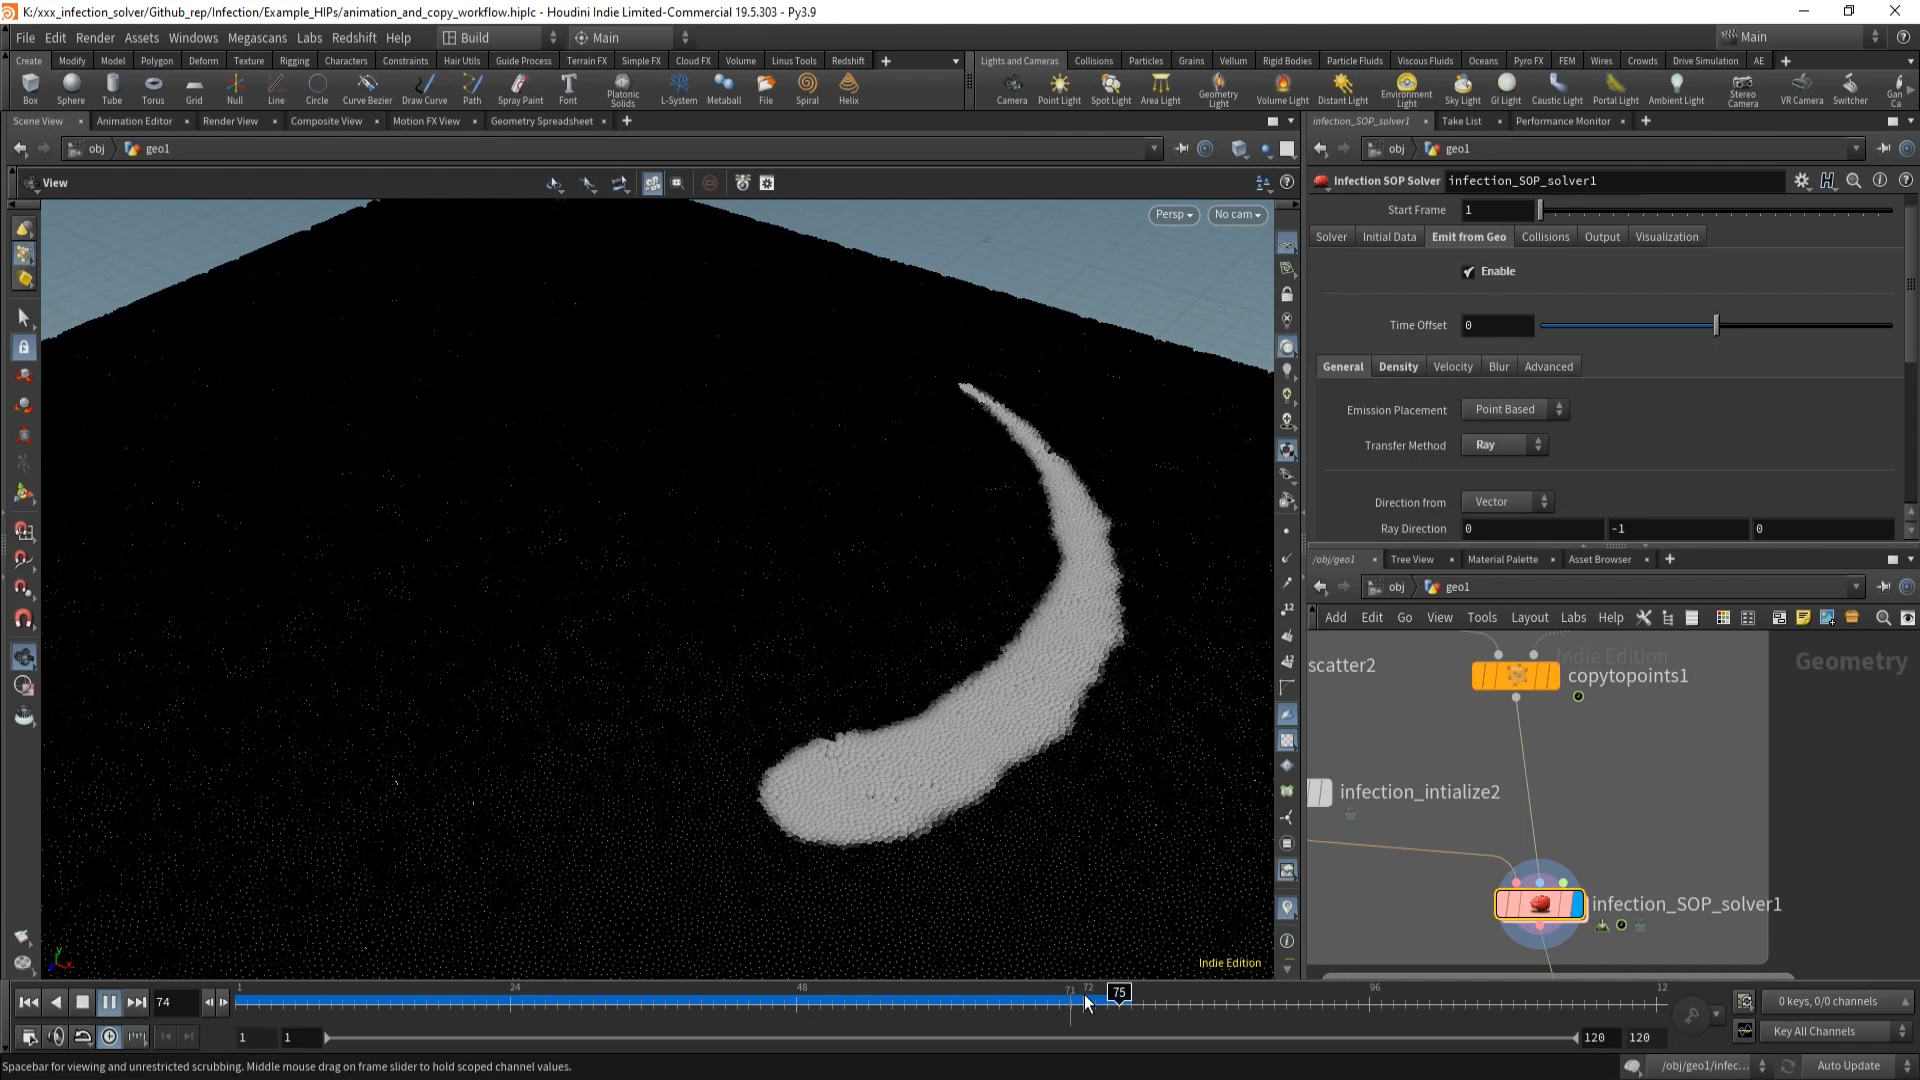 K:/xxx_infection_solver/Github_rep/Infection/Example_HIPs/animation_and_copy_workflow.hiplc - Houdini Indie Limited-Commercial 19.5.303 - Py3.9
File Edit Render Assets Windows Megascans Labs Redshift Help Build Main Main
Create Modify Model Polygon Deform Texture Rigging Characters Constraints Hair Utils Guide Process Terrain FX Simple FX Cloud FX Volume Linus Tools Redshift
Lights and Cameras Collisions Particles Grains Vellum Rigid Bodies Particle Fluids Viscous Fluids Oceans Pyro FX FEM Wires Crowds Drive Simulation AE
Box Sphere Tube Torus Grid Null Line Circle Curve Bezier Draw Curve Path Spray Paint Font Platonic Solids L-System Metaball File Spiral Helix
Camera Point Light Spot Light Area Light Geometry Light Volume Light Distant Light Environment Light Sky Light GI Light Caustic Light Portal Light Ambient Light Stereo Camera VR Camera Switcher Gan Ca
Scene View Animation Editor Render View Composite View Motion FX View Geometry Spreadsheet
infection_SOP_solver1 Take List Performance Monitor
obj geo1
obj geo1
View
Persp No cam
Infection SOP Solver infection_SOP_solver1
Start Frame 1
Solver Initial Data Emit from Geo Collisions Output Visualization
Enable
Time Offset 0
General Density Velocity Blur Advanced
Emission Placement Point Based
Transfer Method Ray
Direction from Vector
Ray Direction 0 -1 0
/obj/geo1 Tree View Material Palette Asset Browser
obj geo1
Add Edit Go View Tools Layout Labs Help
Indie Edition
Geometry
scatter2
copytopoints1
infection_intialize2
infection_SOP_solver1
Indie Edition
74
1 24 48 71 72 75 96 12
0 keys, 0/0 channels
1 1 120 120
Key All Channels
Spacebar for viewing and unrestricted scrubbing. Middle mouse drag on frame slider to hold scoped channel values.
/obj/geo1/infec... Auto Update